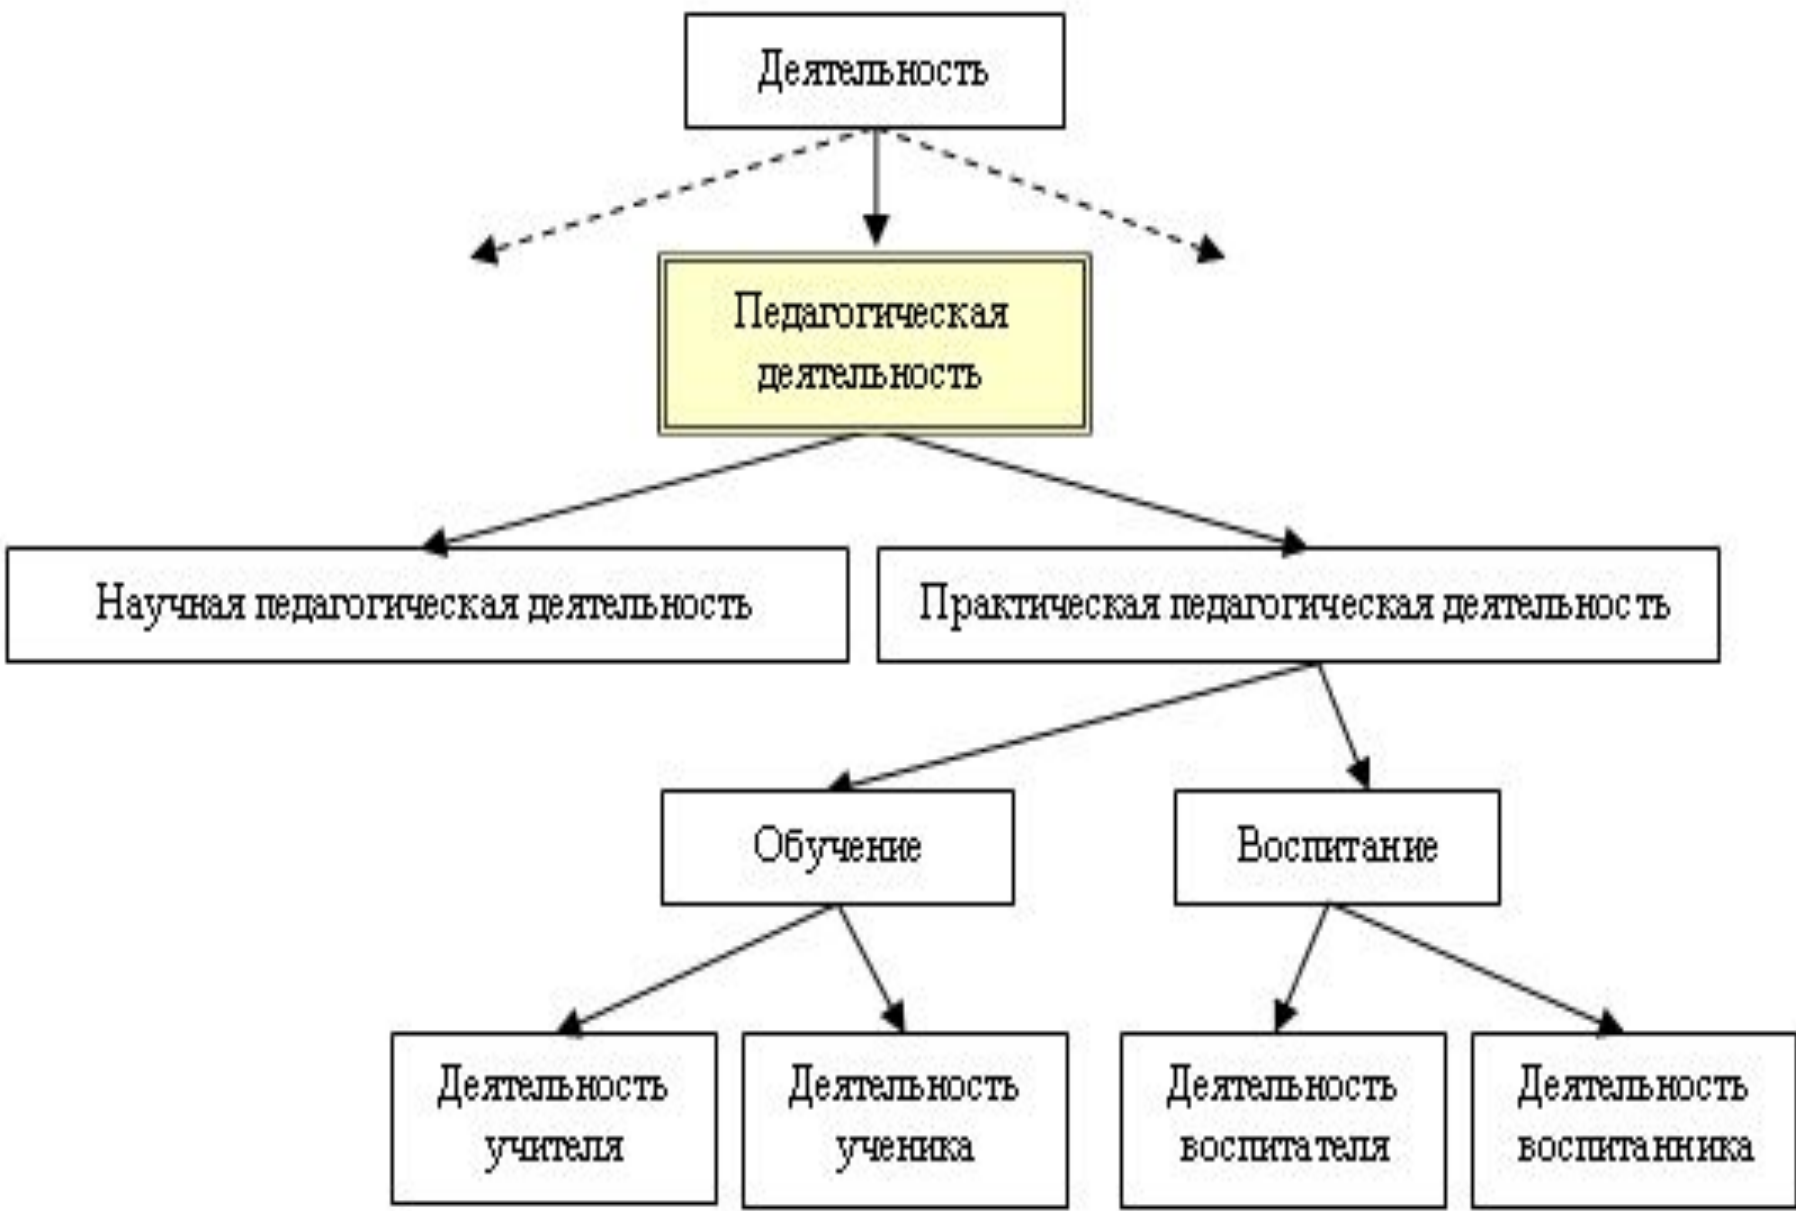 Деятельность
Педагогическая
деятельность
Научная педагогическая деятельность
Практическая педагогическая деятельность
Обучение
Воспитание
Деятельность
учителя
Деятельность
ученика
Деятельность
воспитателя
Деятельность
воспитанника